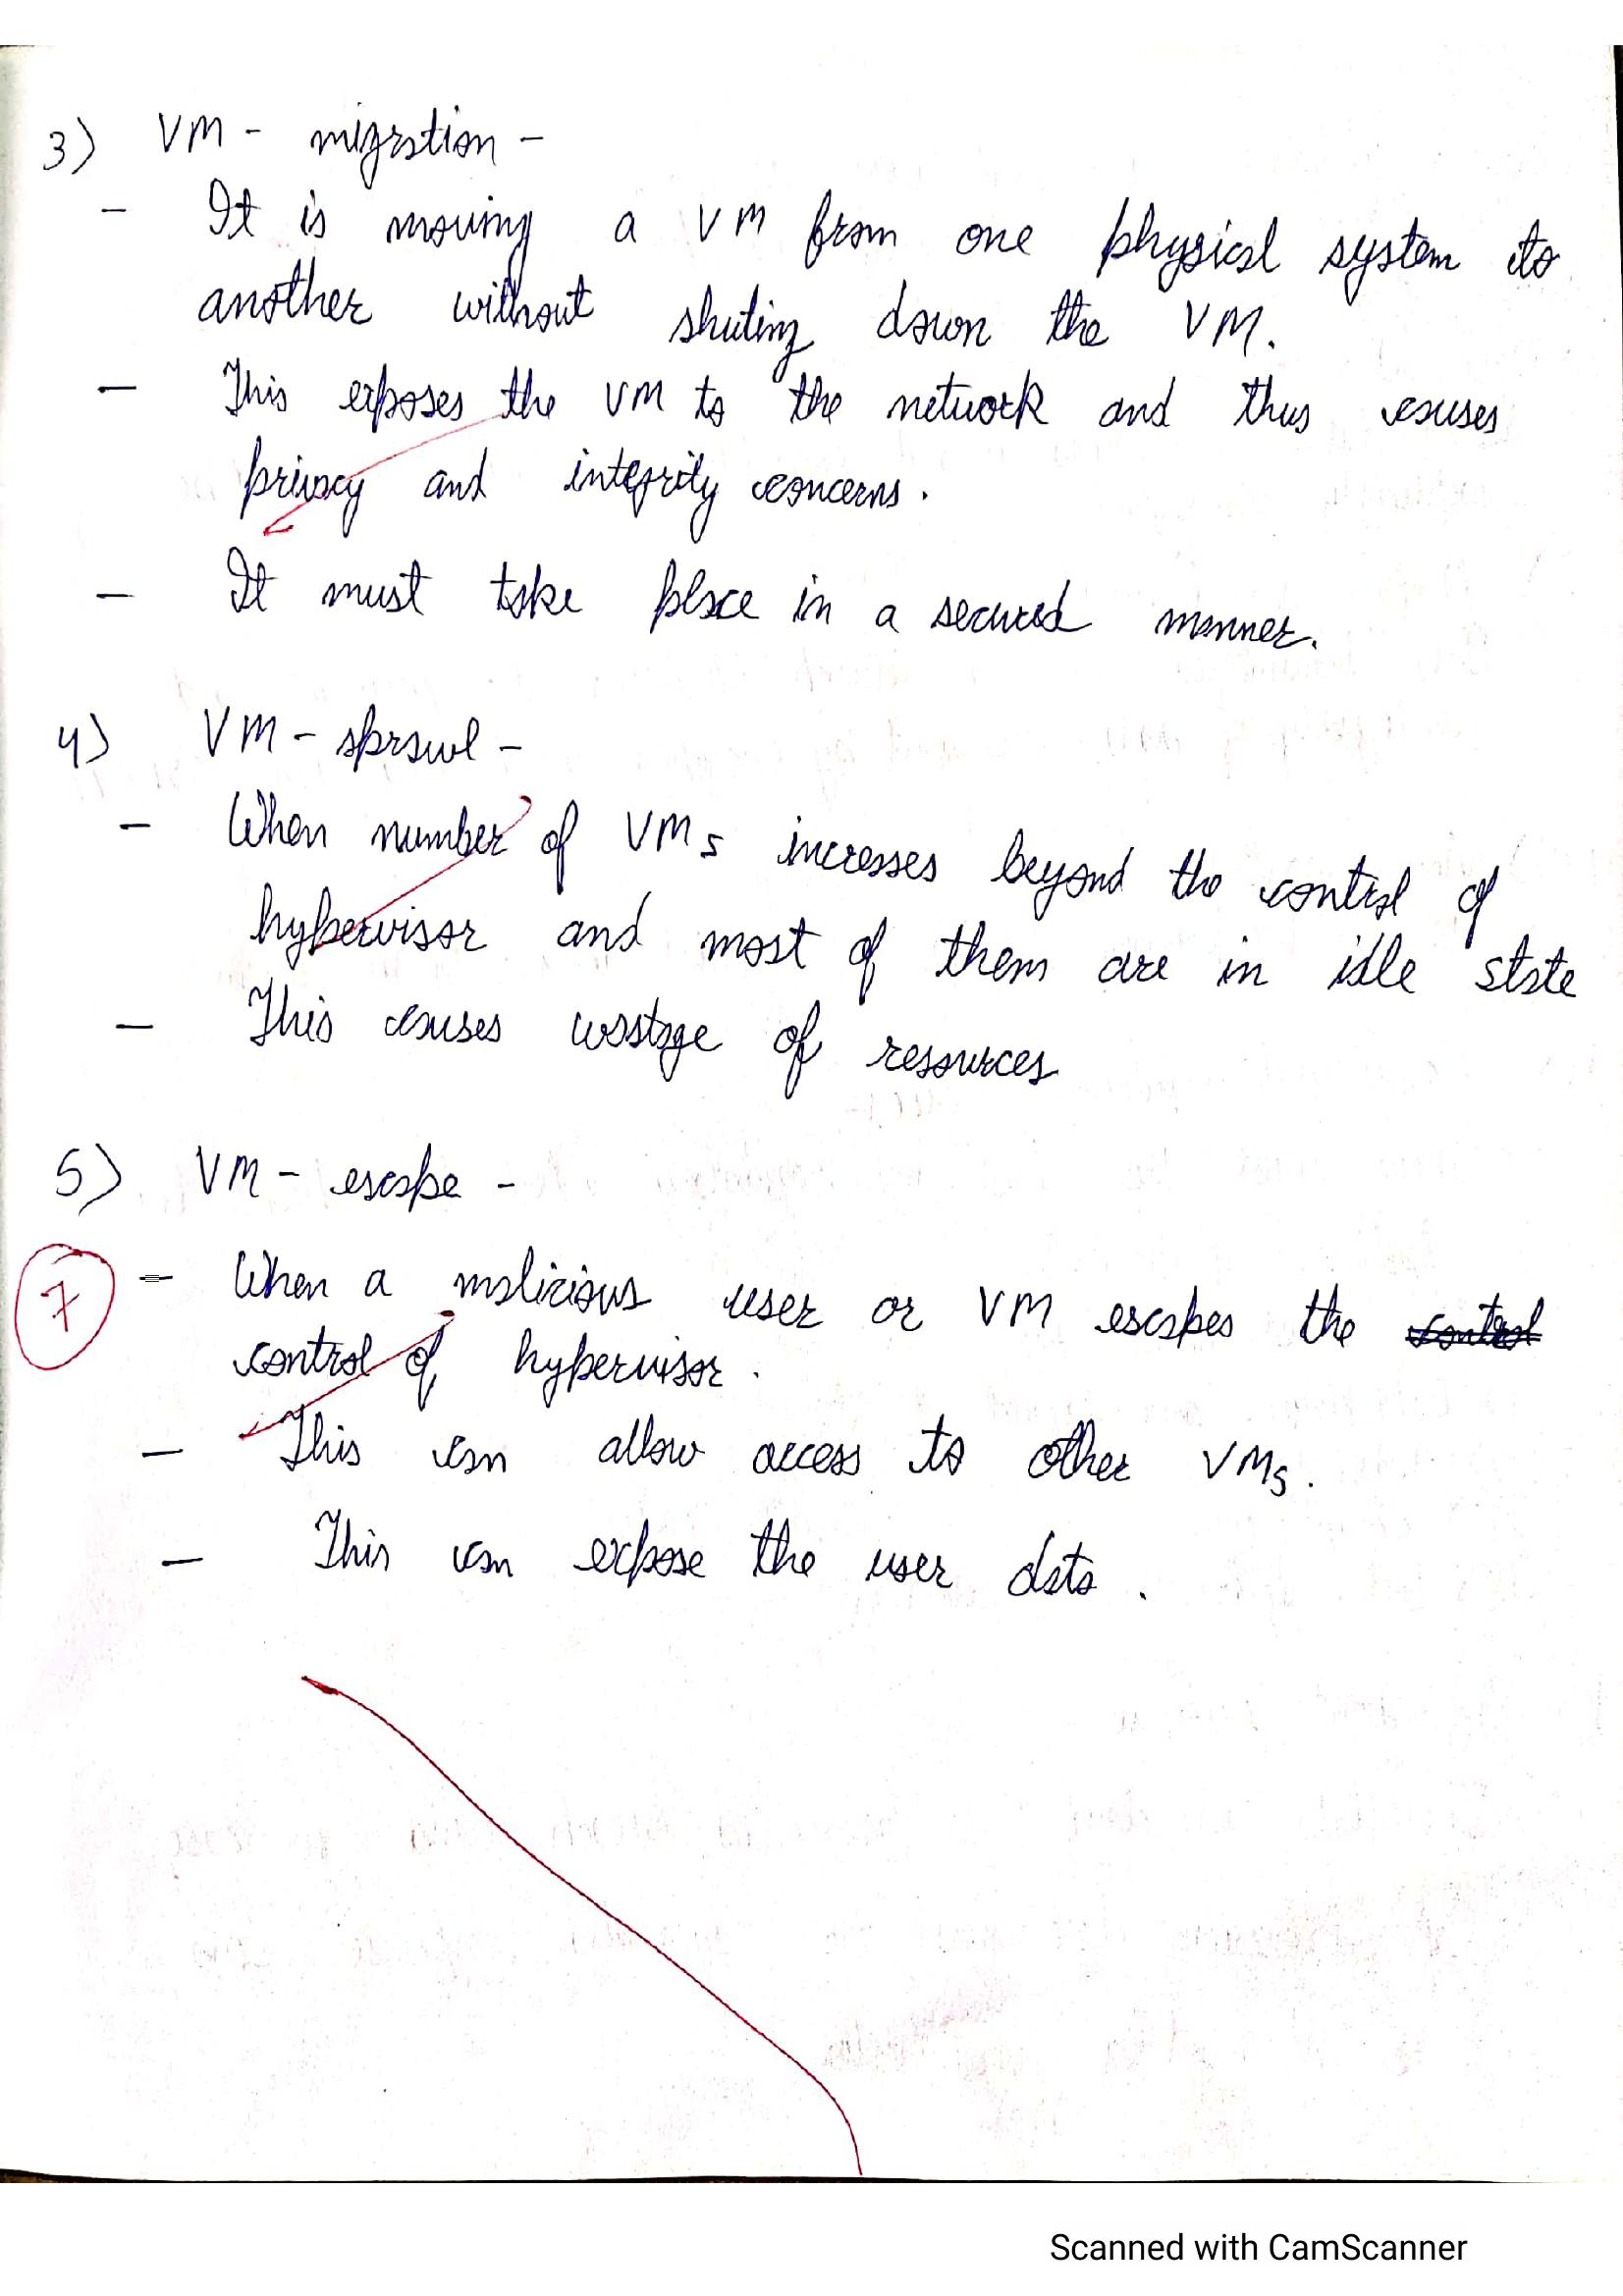 3) VM - migration -
- It is moving a VM from one physical system to
another without shuting down the VM.
- This exposes the VM to the network and thus causes
privacy and integrity concerns.
- It must take place in a secured manner.
4) VM - sprawl -
- When number of VMs increases beyond the control of
hypervisor and most of them are in idle state
- This causes wastage of resources
5) VM - escape -
7
- When a malicious user or VM escapes the control
control of hypervisor.
- This can allow access to other VMs.
- This can expose the user data.
Scanned with CamScanner